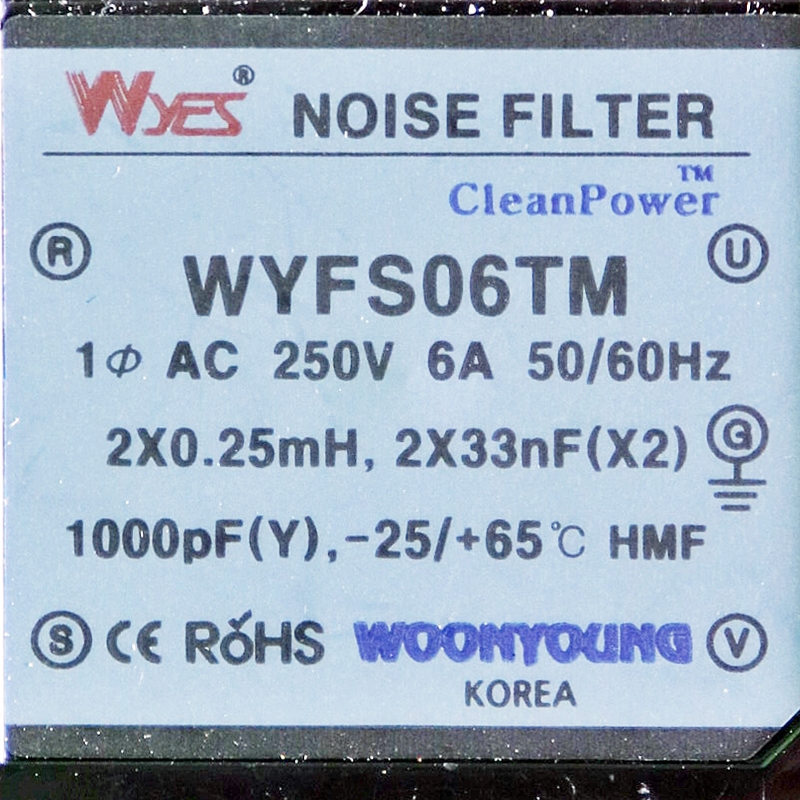 WYES® NOISE FILTER
CleanPower™
Ⓡ WYFS06TM Ⓤ
1Φ AC 250V 6A 50/60Hz
2X0.25mH, 2X33nF(X2) Ⓖ
1000pF(Y),-25/+65℃ HMF
Ⓢ CE RoHS WOONYOUNG Ⓥ
KOREA